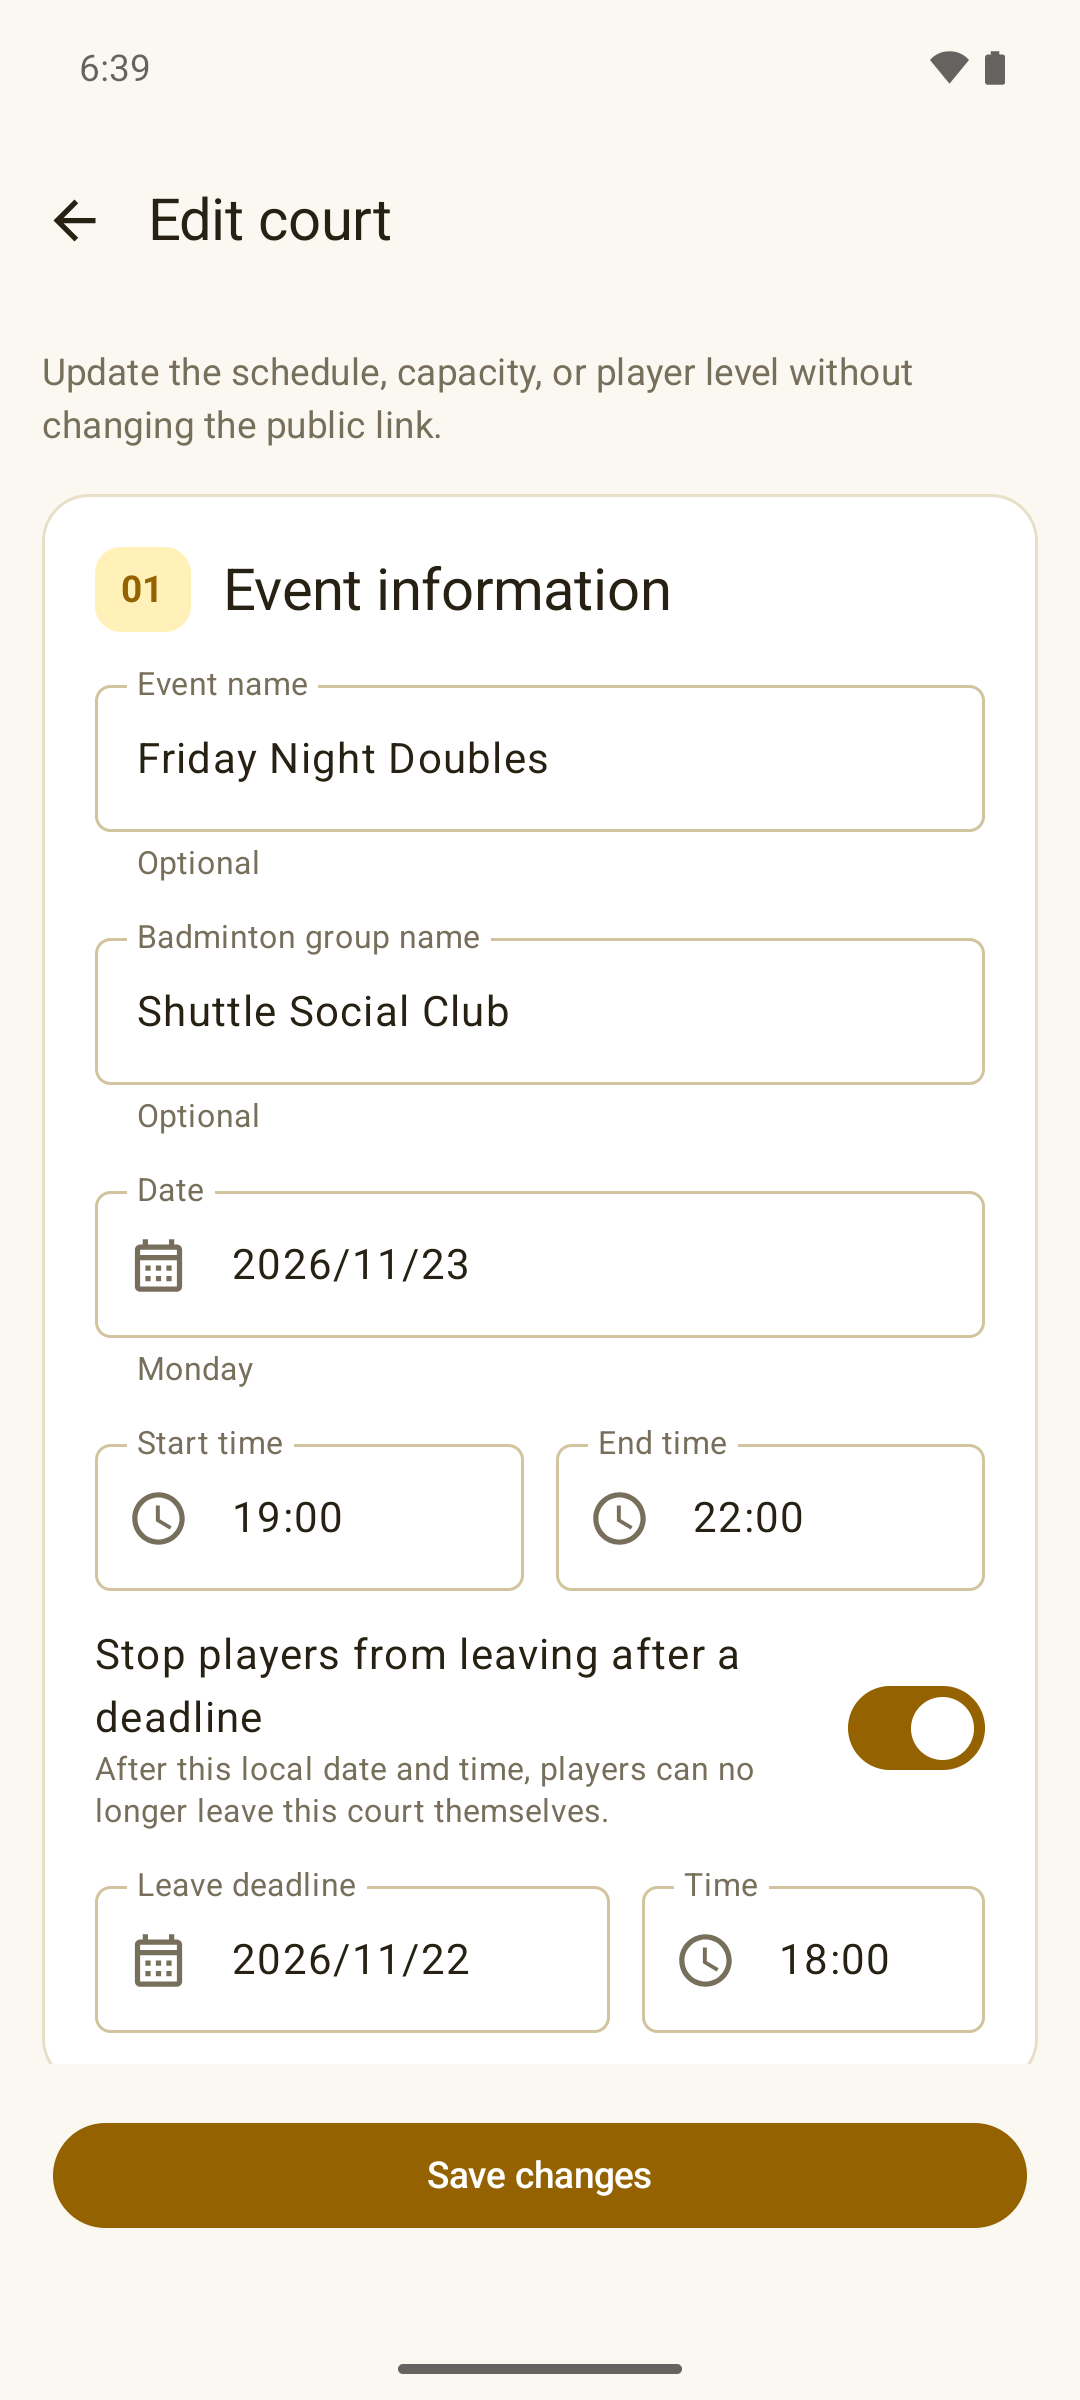 6:39
Edit court
Update the schedule, capacity, or player level without
changing the public link.
01
Event information
Event name
Friday Night Doubles
Optional
Badminton group name
Shuttle Social Club
Optional
Date
2026/11/23
Monday
Start time
End time
19:00
22:00
Stop players from leaving after a
deadline
After this local date and time, players can no
longer leave this court themselves.
Leave deadline
Time
2026/11/22
18:00
Save changes